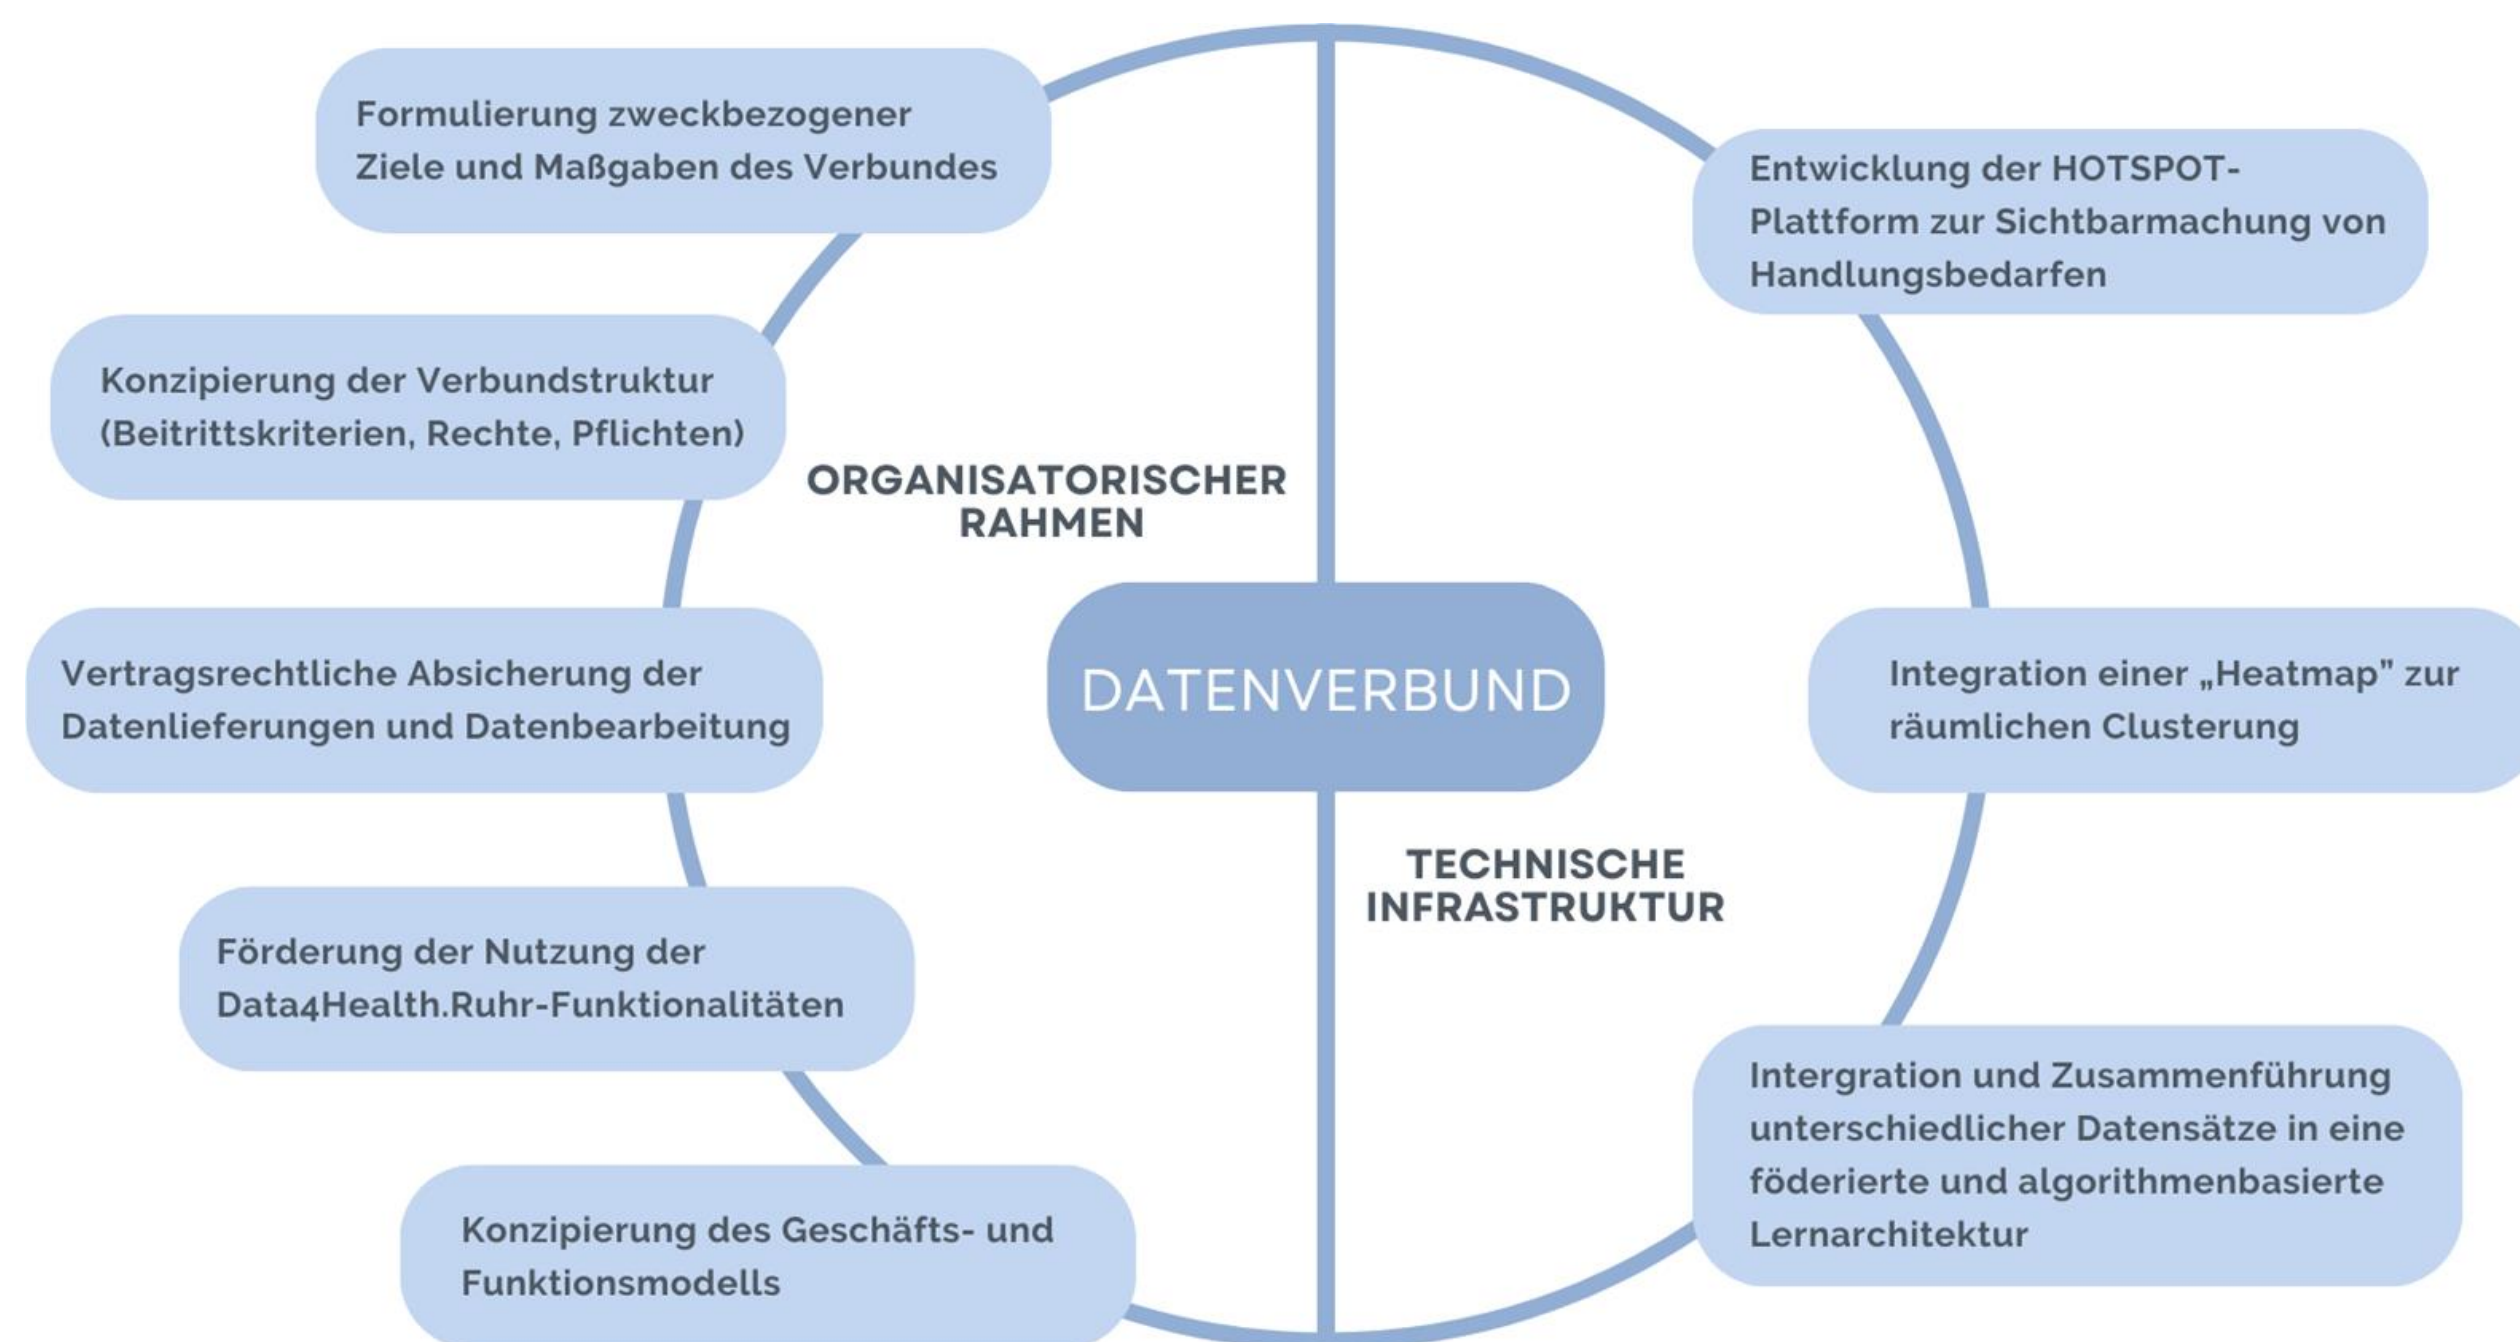 Formulierung zweckbezogener
Ziele und Maßgaben des Verbundes
Konzipierung der Verbundstruktur
(Beitrittskriterien, Rechte, Pflichten)
Vertragsrechtliche Absicherung der
Datenlieferungen und Datenbearbeitung
Förderung der Nutzung der
Data4Health.Ruhr-Funktionalitäten
Konzipierung des Geschäfts- und
Funktionsmodells
ORGANISATORISCHER
RAHMEN
DATENVERBUND
TECHNISCHE
INFRASTRUKTUR
Entwicklung der HOTSPOT-
Plattform zur Sichtbarmachung von
Handlungsbedarfen
Integration einer „Heatmap” zur
räumlichen Clusterung
Intergration und Zusammenführung
unterschiedlicher Datensätze in eine
föderierte und algorithmenbasierte
Lernarchitektur